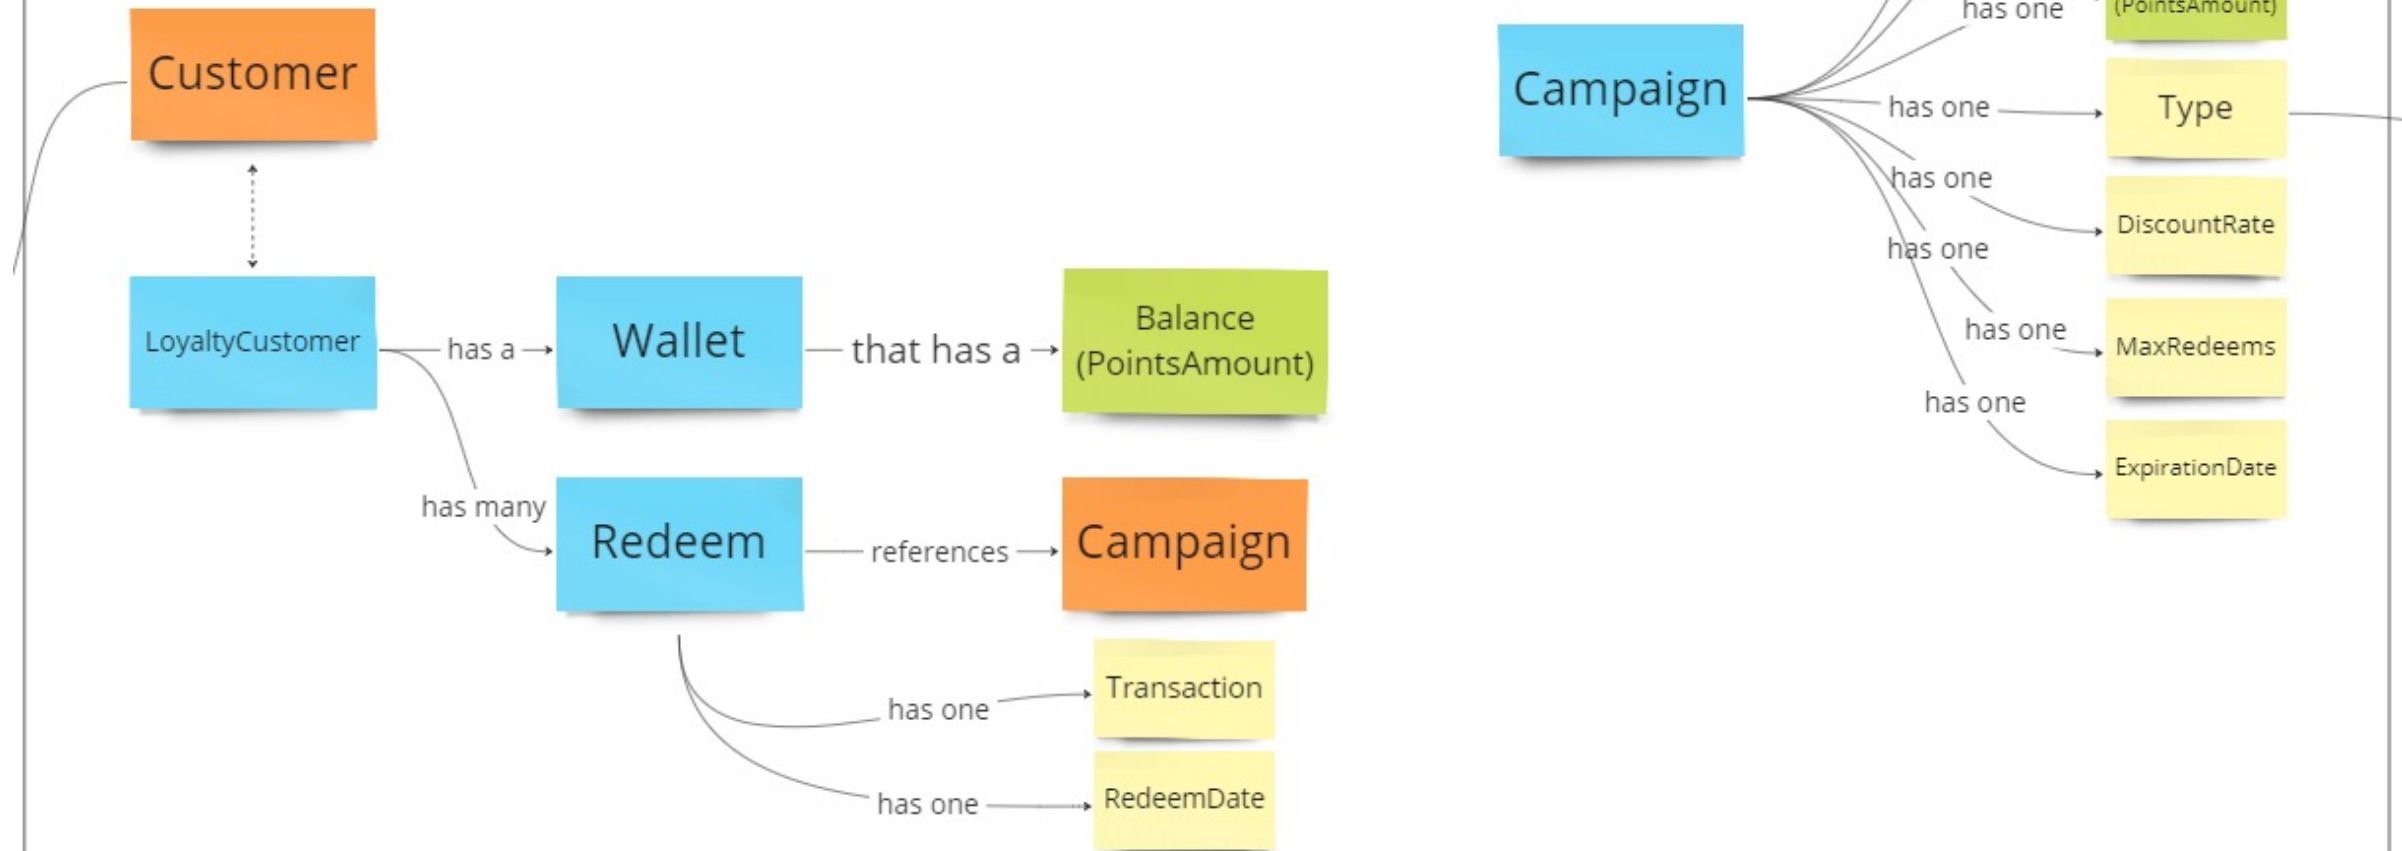 Customer
LoyaltyCustomer
has a
Wallet
that has a
Balance
(PointsAmount)
has many
Redeem
references
Campaign
has one
Transaction
has one
RedeemDate
Campaign
has one
(PointsAmount)
has one
Type
has one
DiscountRate
has one
has one
MaxRedeems
has one
ExpirationDate